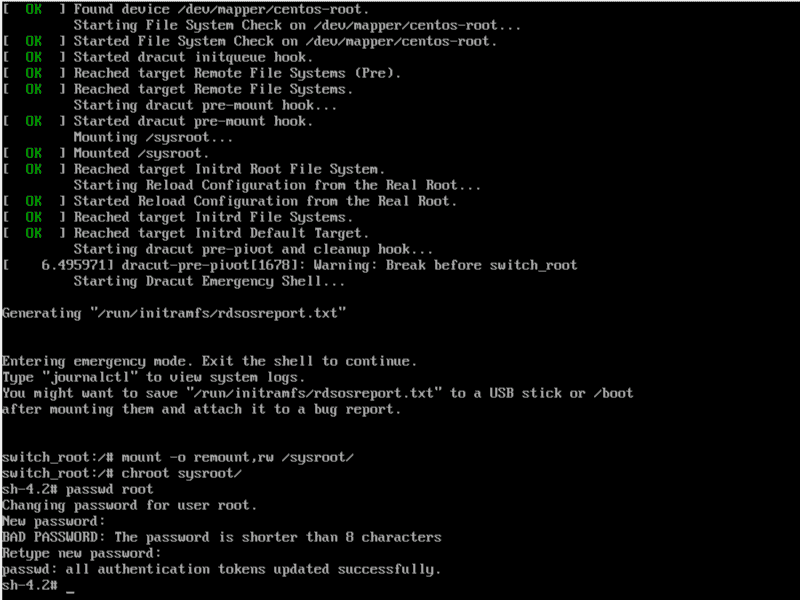 [  OK  ] Found device /dev/mapper/centos-root.
         Starting File System Check on /dev/mapper/centos-root...
[  OK  ] Started File System Check on /dev/mapper/centos-root.
[  OK  ] Started dracut initqueue hook.
[  OK  ] Reached target Remote File Systems (Pre).
[  OK  ] Reached target Remote File Systems.
         Starting dracut pre-mount hook...
[  OK  ] Started dracut pre-mount hook.
         Mounting /sysroot...
[  OK  ] Mounted /sysroot.
[  OK  ] Reached target Initrd Root File System.
         Starting Reload Configuration from the Real Root...
[  OK  ] Started Reload Configuration from the Real Root.
[  OK  ] Reached target Initrd File Systems.
[  OK  ] Reached target Initrd Default Target.
         Starting dracut pre-pivot and cleanup hook...
[    6.495971] dracut-pre-pivot[1678]: Warning: Break before switch_root
         Starting Dracut Emergency Shell...
Generating "/run/initramfs/rdsosreport.txt"
Entering emergency mode. Exit the shell to continue.
Type "journalctl" to view system logs.
You might want to save "/run/initramfs/rdsosreport.txt" to a USB stick or /boot
after mounting them and attach it to a bug report.
switch_root:/# mount -o remount,rw /sysroot/
switch_root:/# chroot sysroot/
sh-4.2# passwd root
Changing password for user root.
New password:
BAD PASSWORD: The password is shorter than 8 characters
Retype new password:
passwd: all authentication tokens updated successfully.
sh-4.2# _